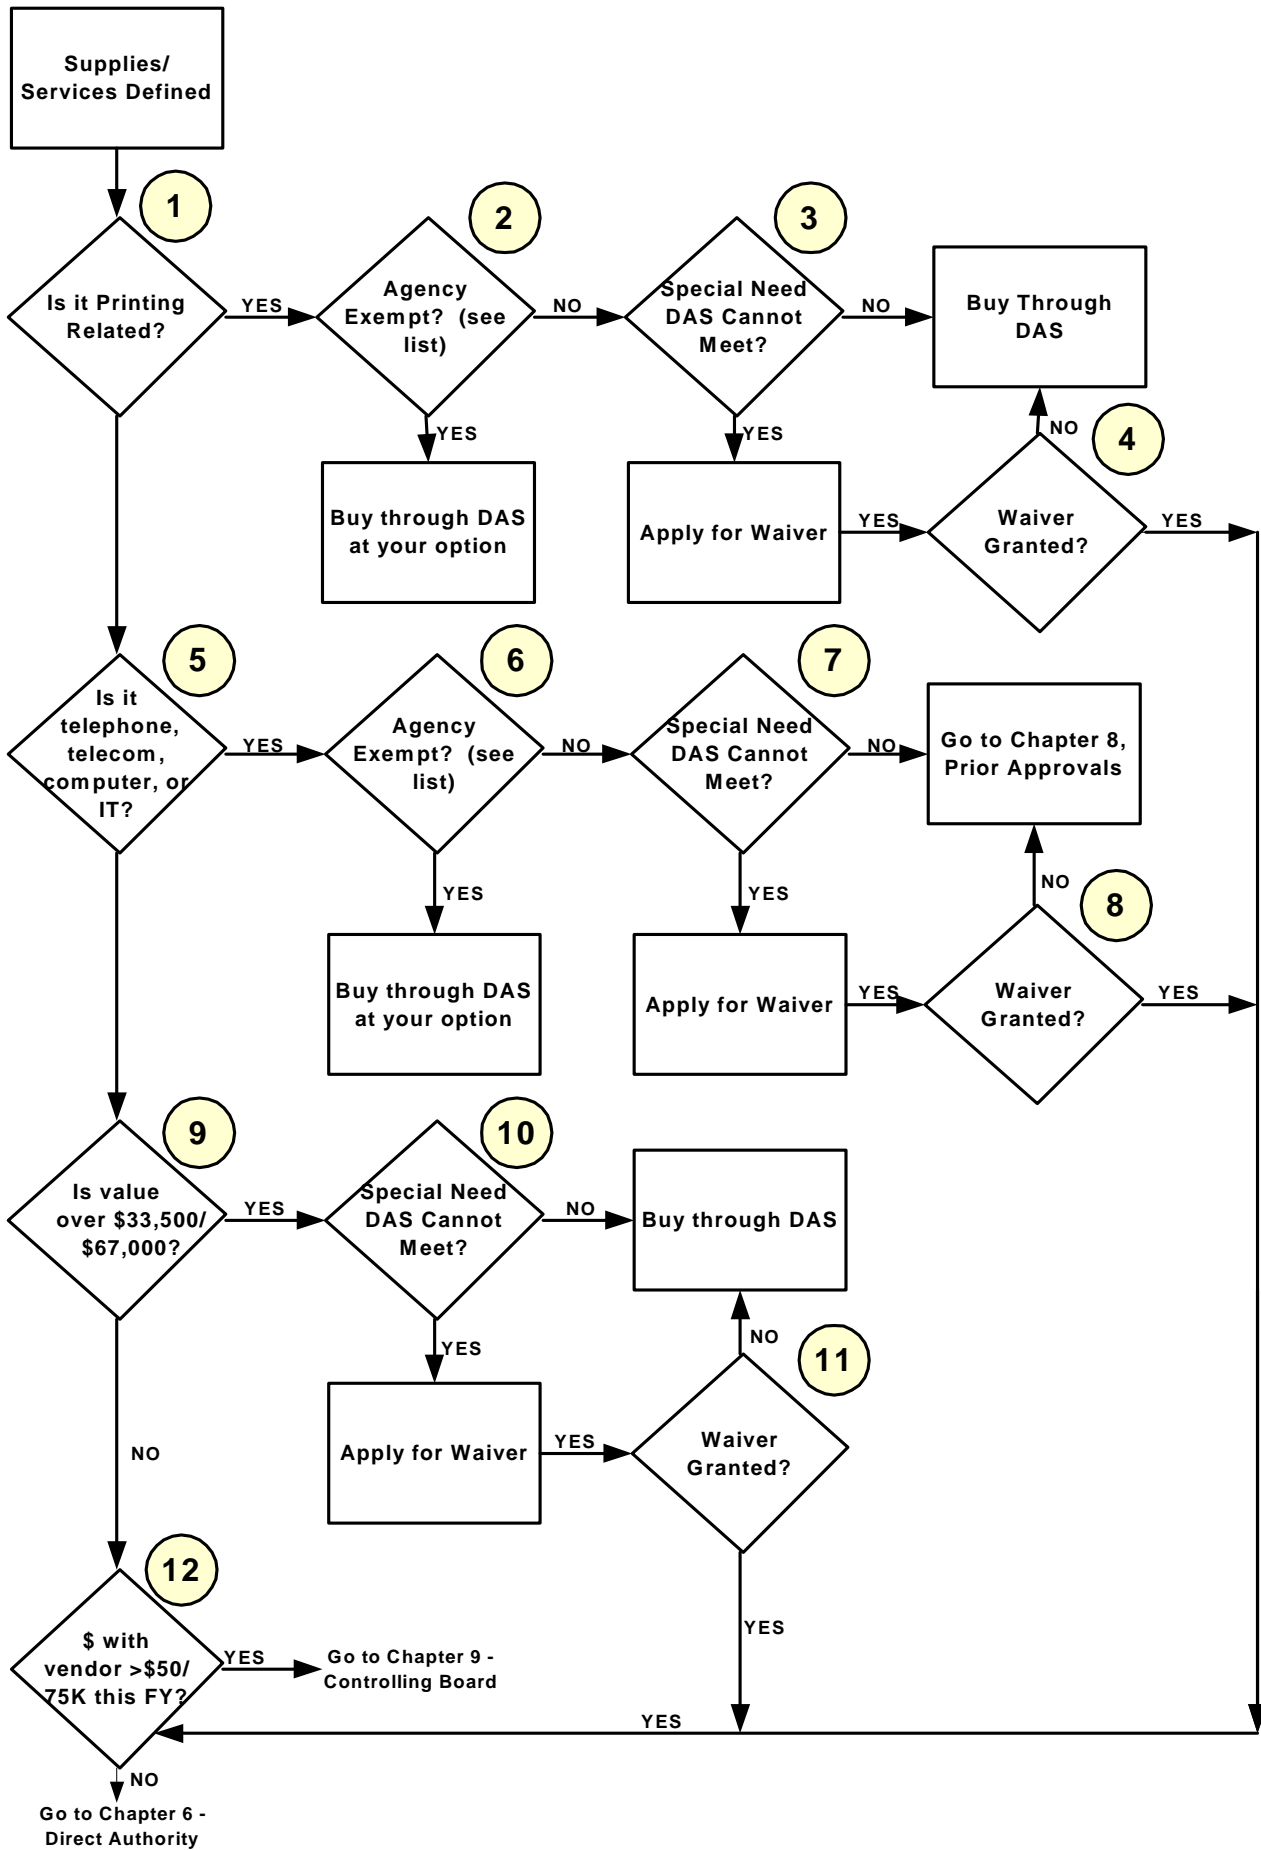 Supplies/
Services Defined
1
Is it Printing
Related?
YES
2
Agency
Exempt? (see
list)
NO
3
Special Need
DAS Cannot
Meet?
NO
Buy Through
DAS
YES
Buy through DAS
at your option
YES
Apply for Waiver
YES
NO
4
Waiver
Granted?
YES
5
Is it
telephone,
telecom,
computer, or
IT?
YES
6
Agency
Exempt? (see
list)
NO
7
Special Need
DAS Cannot
Meet?
NO
Go to Chapter 8,
Prior Approvals
YES
Buy through DAS
at your option
YES
Apply for Waiver
YES
NO
8
Waiver
Granted?
YES
9
Is value
over $33,500/
$67,000?
YES
10
Special Need
DAS Cannot
Meet?
NO
Buy through DAS
YES
Apply for Waiver
YES
NO
11
Waiver
Granted?
YES
NO
12
$ with
vendor >$50/
75K this FY?
YES
Go to Chapter 9 -
Controlling Board
YES
NO
Go to Chapter 6 -
Direct Authority